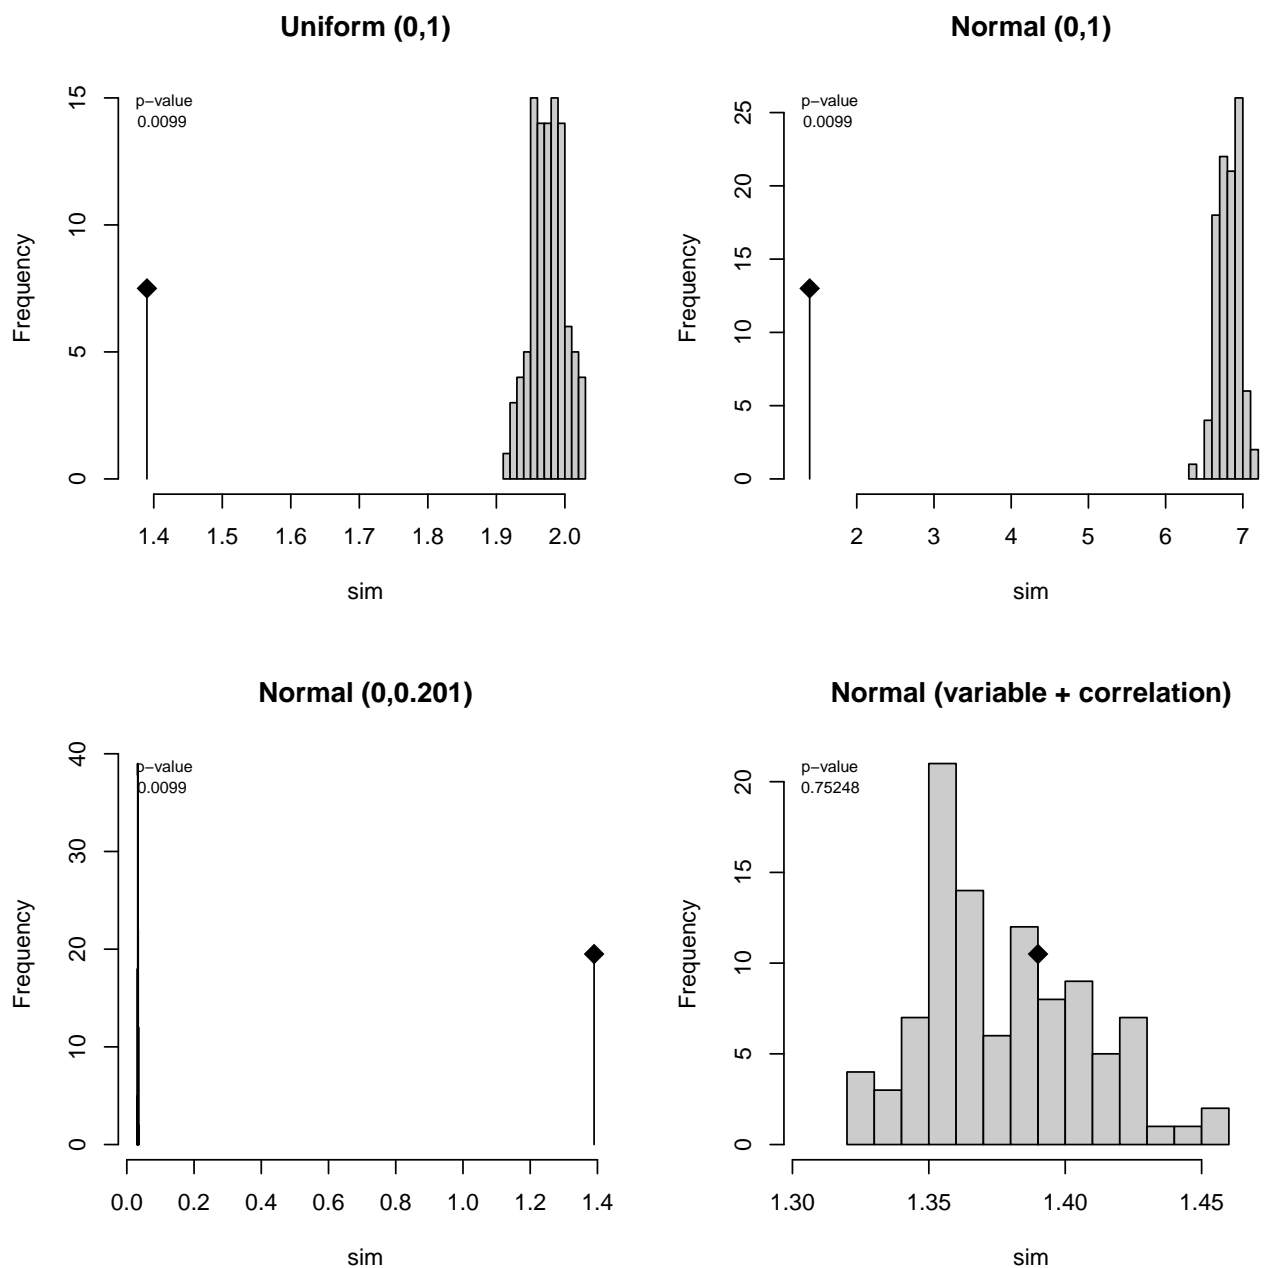 Uniform (0,1)
p−value
0.0099
Frequency
0 5 10 15
1.4 1.5 1.6 1.7 1.8 1.9 2.0
sim
Normal (0,1)
p−value
0.0099
Frequency
0 5 10 15 20 25
2 3 4 5 6 7
sim
Normal (0,0.201)
p−value
0.0099
Frequency
0 10 20 30 40
0.0 0.2 0.4 0.6 0.8 1.0 1.2 1.4
sim
Normal (variable + correlation)
p−value
0.75248
Frequency
0 5 10 15 20
1.30 1.35 1.40 1.45
sim